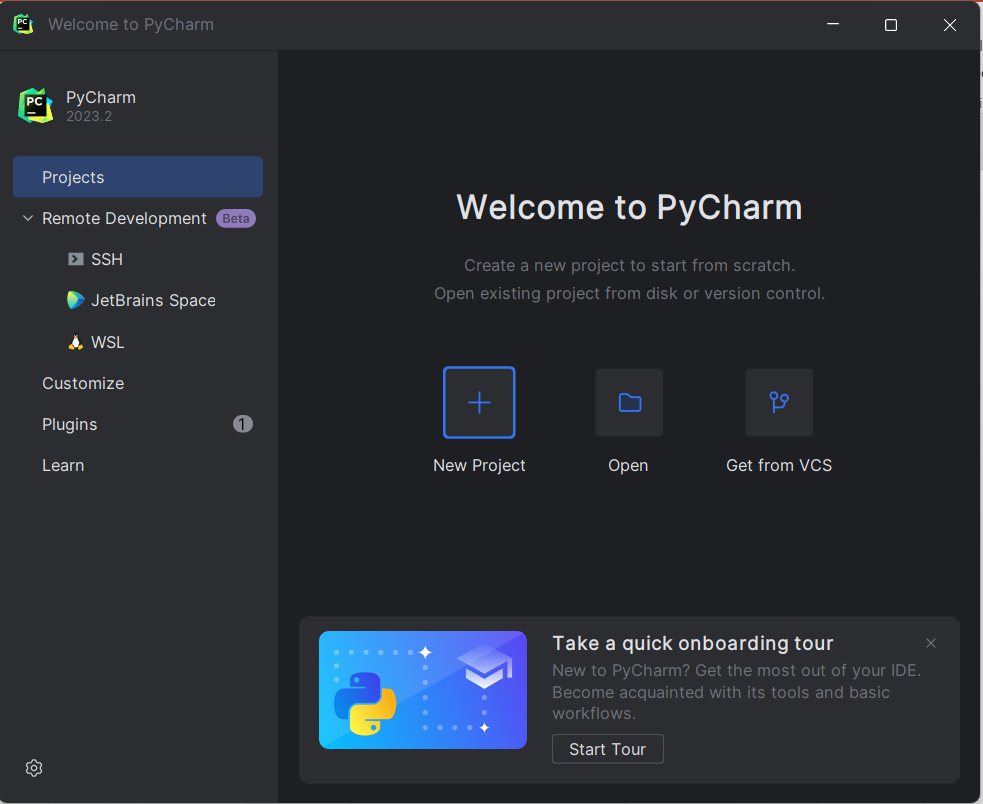 Welcome to PyCharm
PC
PyCharm
2023.2
Projects
Remote Development Beta
SSH
JetBrains Space
WSL
Customize
Plugins 1
Learn
Welcome to PyCharm
Create a new project to start from scratch.
Open existing project from disk or version control.
New Project
Open
Get from VCS
Take a quick onboarding tour
New to PyCharm? Get the most out of your IDE.
Become acquainted with its tools and basic
workflows.
Start Tour